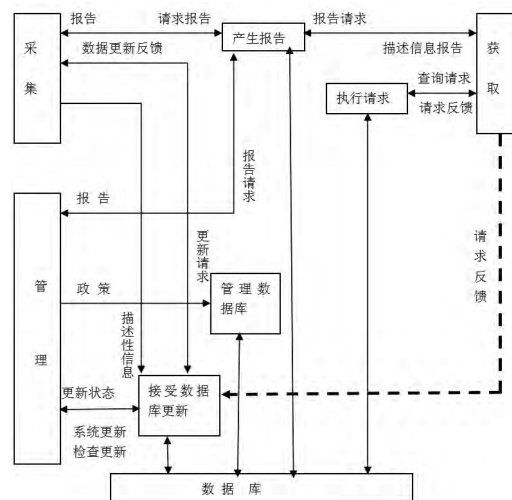 报告
请求报告
产生报告
报告请求
采集
数据更新反馈
描述信息报告
获取
查询请求
执行请求
请求反馈
报告请求
报 告
管理
更新请求
请求反馈
政 策
管 理 数
据库
描述性信息
更新状态
接受数据
库更新
系统更新
检查更新
数 据 库